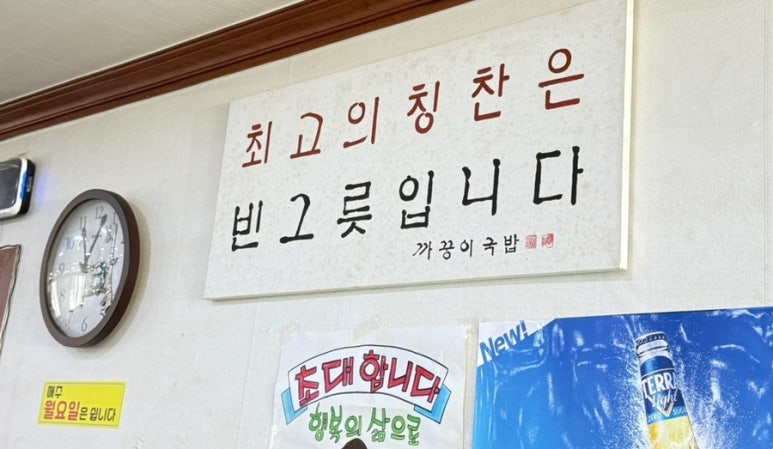 최고의 칭찬은
빈그릇입니다
까꿍이국밥
매주
월요일은 쉽니다
초대합니다
행복의 삶으로
New!
TERRA
Light